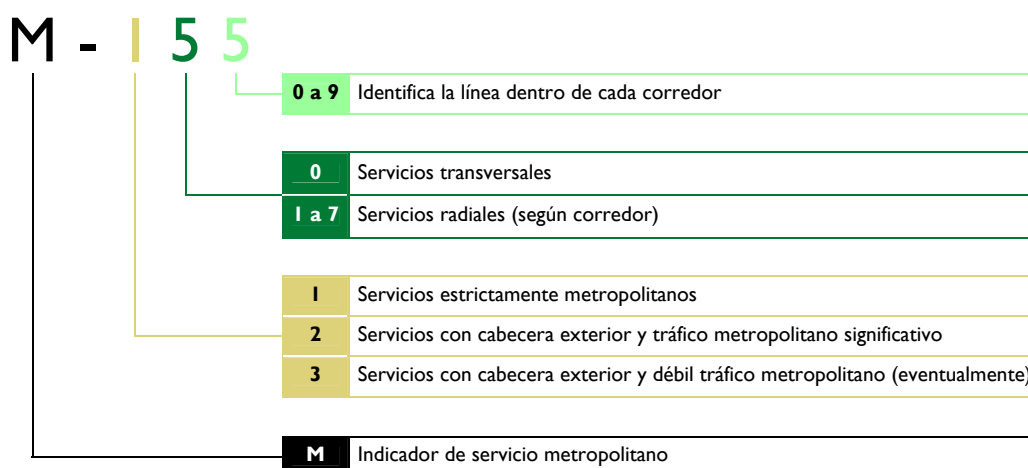 M - 1 5 5
0 a 9 Identifica la línea dentro de cada corredor
0 Servicios transversales
1 a 7 Servicios radiales (según corredor)
1 Servicios estrictamente metropolitanos
2 Servicios con cabecera exterior y tráfico metropolitano significativo
3 Servicios con cabecera exterior y débil tráfico metropolitano (eventualmente)
M Indicador de servicio metropolitano